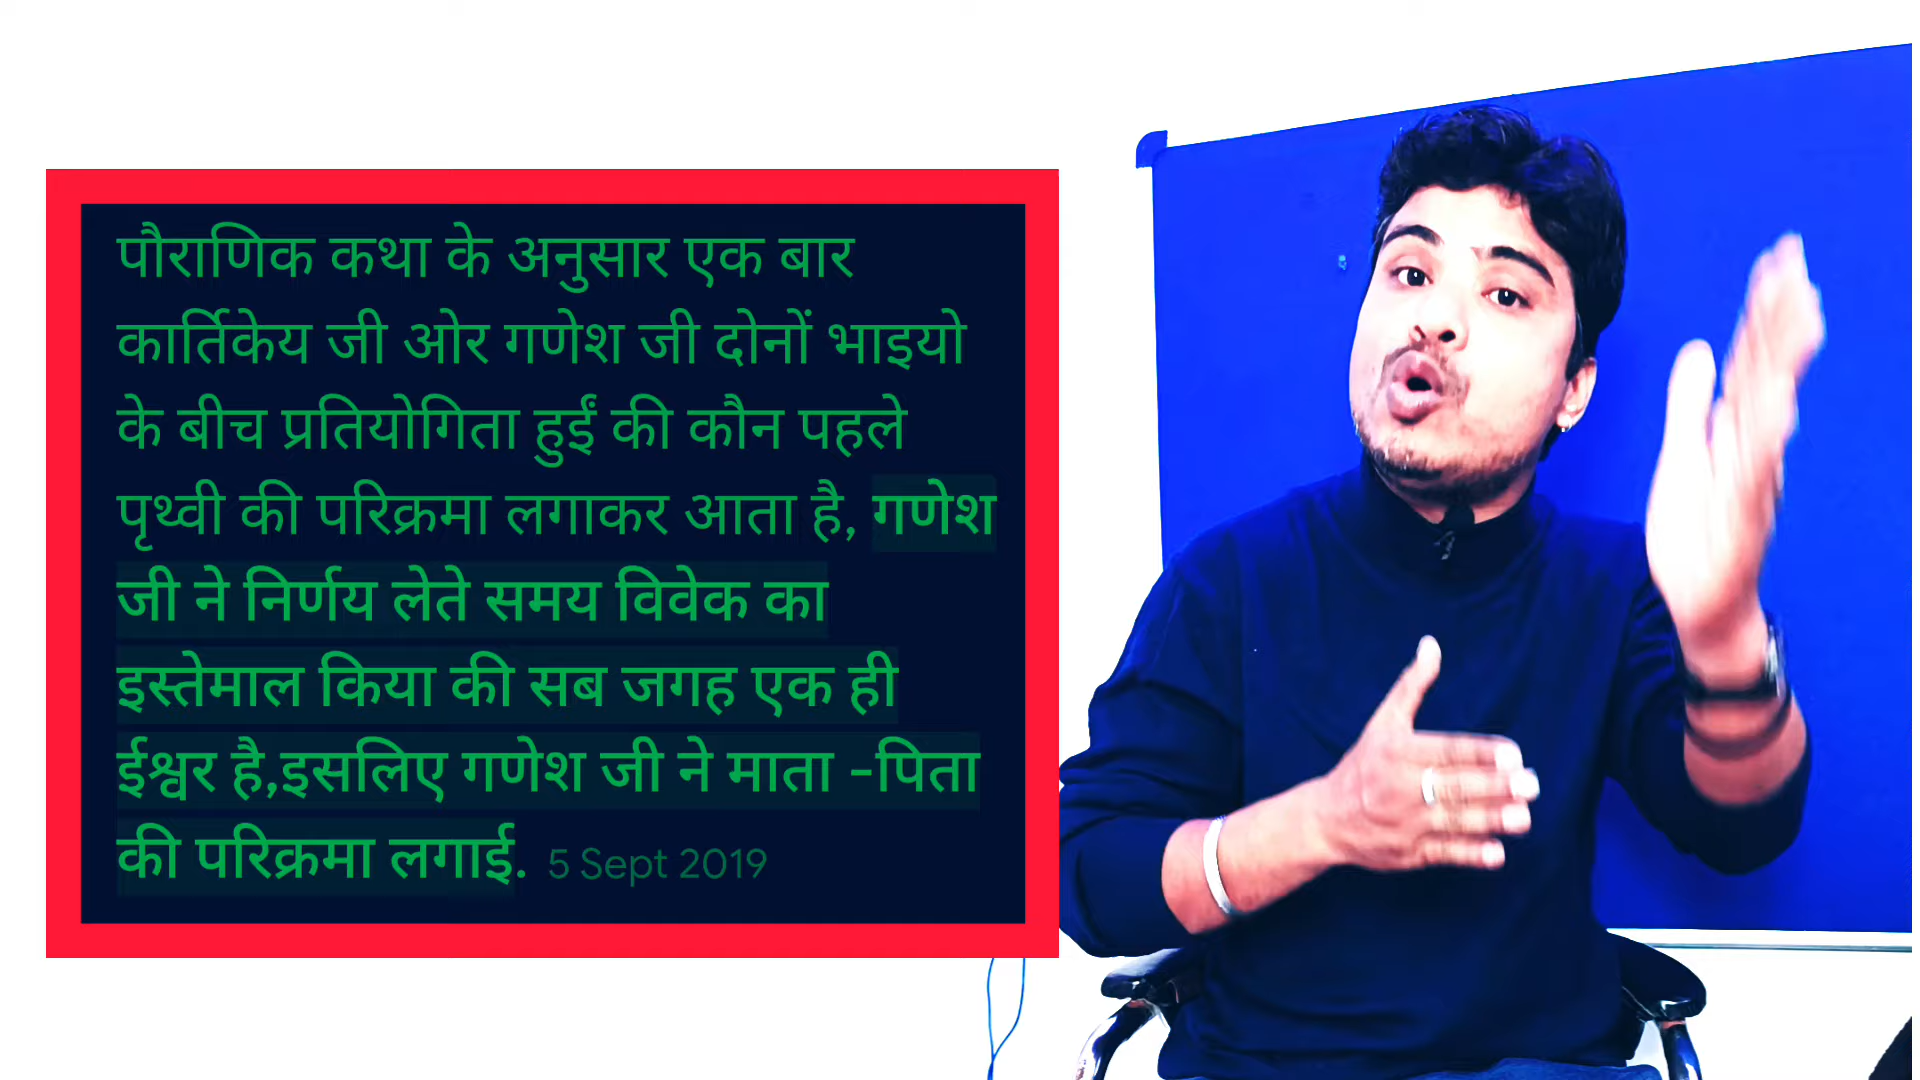 पौराणिक कथा के अनुसार एक बार
कार्तिकेय जी ओर गणेश जी दोनों भाइयो
के बीच प्रतियोगिता हुईं की कौन पहले
पृथ्वी की परिक्रमा लगाकर आता है, गणेश
जी ने निर्णय लेते समय विवेक का
इस्तेमाल किया की सब जगह एक ही
ईश्वर है,इसलिए गणेश जी ने माता -पिता
की परिक्रमा लगाई. 5 Sept 2019